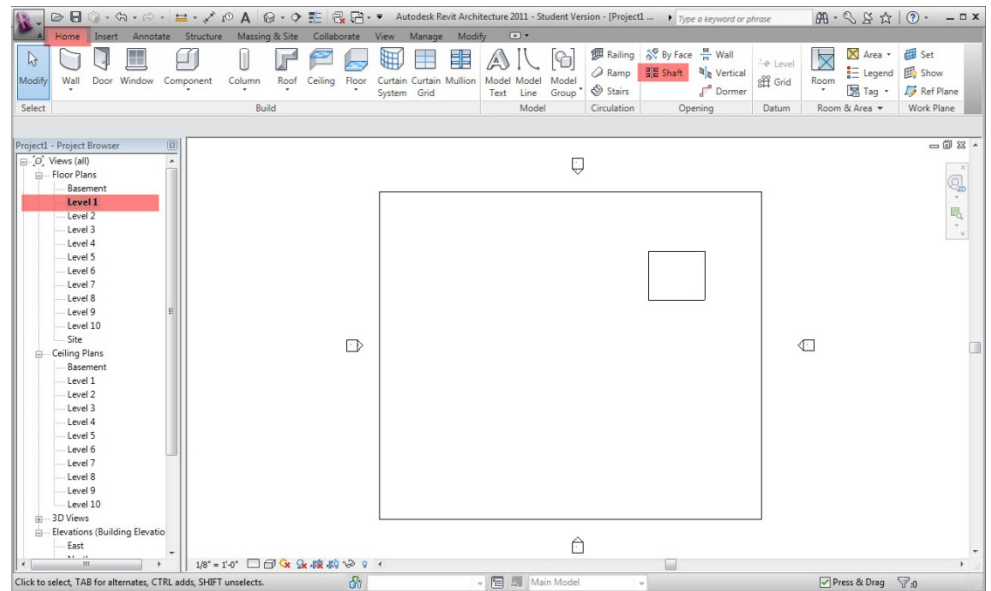 Autodesk Revit Architecture 2011 - Student Version - [Project1 ...
Type a keyword or phrase
Home Insert Annotate Structure Massing & Site Collaborate View Manage Modify
Modify
Wall Door Window Component Column Roof Ceiling Floor Curtain System Curtain Grid Mullion Model Text Model Line Model Group
Railing
Ramp
Stairs
By Face Wall
Shaft Vertical
Dormer
Level
Grid
Room
Area
Legend
Tag
Set
Show
Ref Plane
Select Build Model Circulation Opening Datum Room & Area Work Plane
Project1 - Project Browser
Views (all)
Floor Plans
Basement
Level 1
Level 2
Level 3
Level 4
Level 5
Level 6
Level 7
Level 8
Level 9
Level 10
Site
Ceiling Plans
Basement
Level 1
Level 2
Level 3
Level 4
Level 5
Level 6
Level 7
Level 8
Level 9
Level 10
3D Views
Elevations (Building Elevatio
East
1/8" = 1'-0"
Click to select, TAB for alternates, CTRL adds, SHIFT unselects.
Main Model
Press & Drag
:0